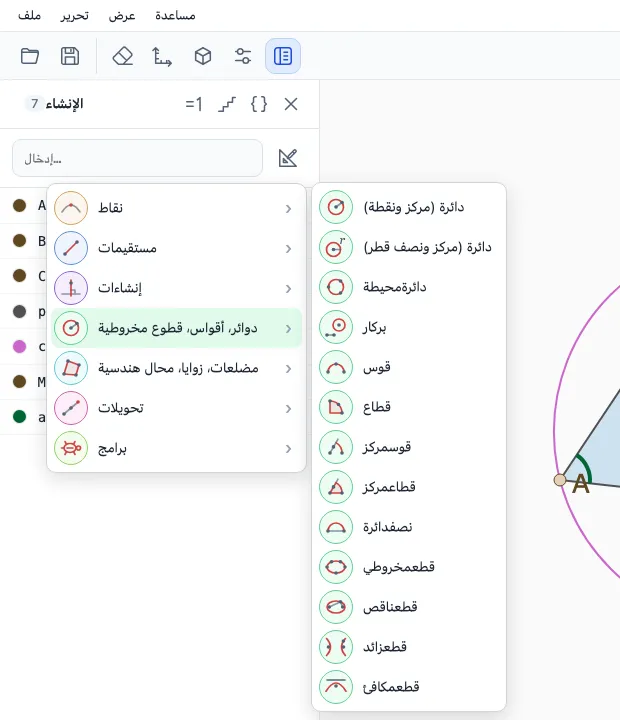 ملف تحرير عرض مساعدة
الإنشاء 7
=1 { }
إدخال...
A
B
C
p
c
M
a
نقاط
مستقيمات
إنشاءات
دوائر، أقواس، قطوع مخروطية
مضلعات، زوايا، محال هندسية
تحويلات
برامج
دائرة (مركز ونقطة)
دائرة (مركز ونصف قطر)
دائرةمحيطة
بركار
قوس
قطاع
قوسمركز
قطاعمركز
نصفدائرة
قطعمخروطي
قطعناقص
قطعزائد
قطعمكافئ
r
A